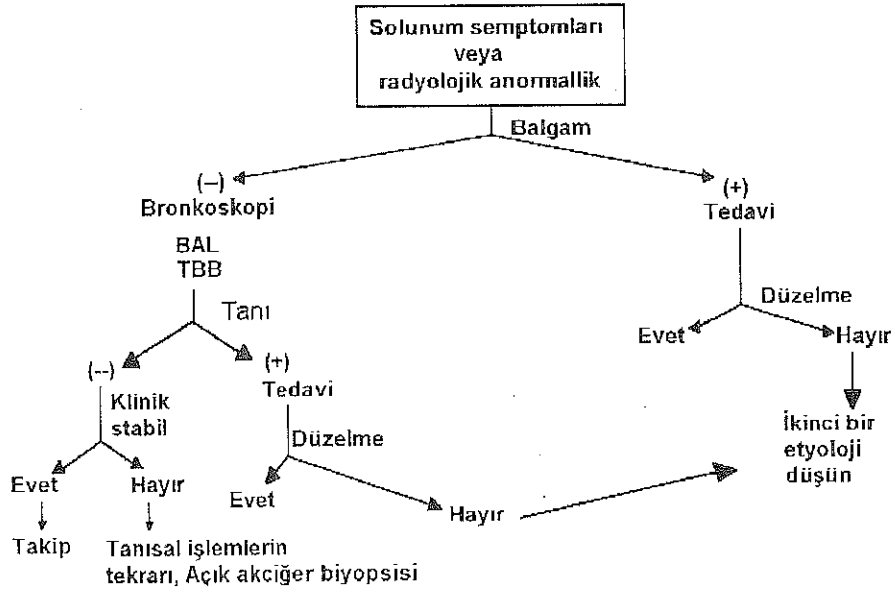 Solunum semptomları
veya
radyolojik anormallik
Balgam
(–)
Bronkoskopi
BAL
TBB
Tanı
(--)
Klinik
stabil
Evet
Hayır
Takip
Tanısal işlemlerin
tekrarı, Açık akciğer biyopsisi
(+)
Tedavi
Düzelme
Evet
Hayır
(+)
Tedavi
Düzelme
Evet
Hayır
İkinci bir
etyoloji
düşün